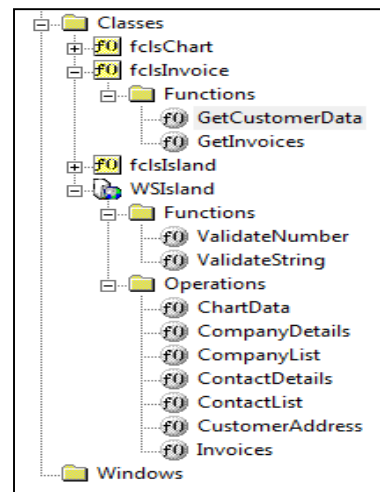 Classes
f() fclsChart
f() fclsInvoice
Functions
f() GetCustomerData
f() GetInvoices
f() fclsIsland
WSIsland
Functions
f() ValidateNumber
f() ValidateString
Operations
f() ChartData
f() CompanyDetails
f() CompanyList
f() ContactDetails
f() ContactList
f() CustomerAddress
f() Invoices
Windows